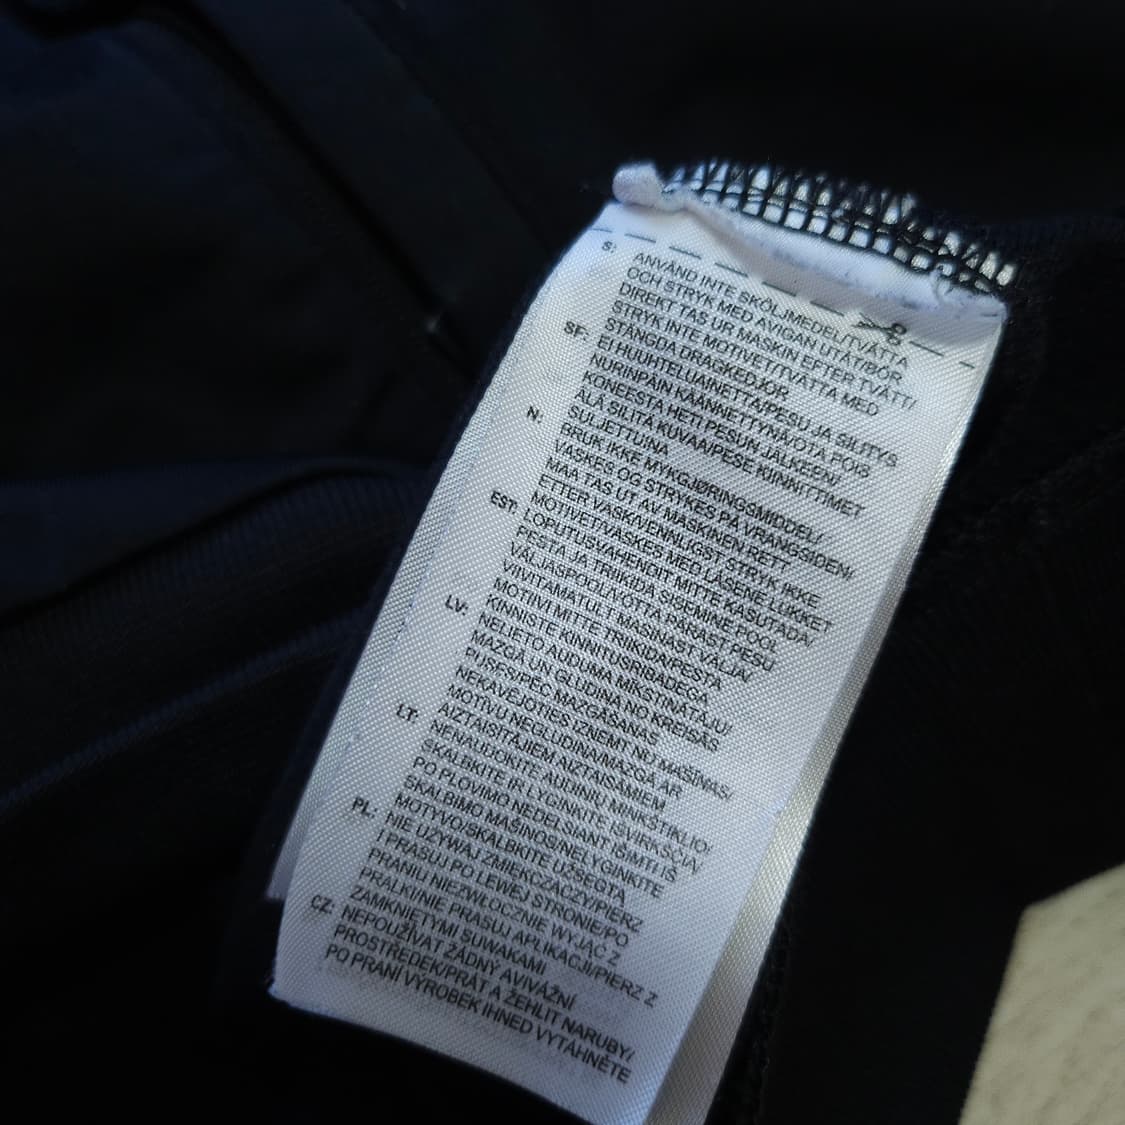 S: ANVÄND INTE SKÖLJMEDEL/TVÄTTA
OCH STRYK MED AVIGAN UTÅT/BÖR
DIREKT TAS UR MASKIN EFTER TVÄTT/
STRYK INTE MOTIVET/TVÄTTA MED
STÄNGDA DRAGKEDJOR
SF: EI HUUHTELUAINETTA/PESU JA SILITYS
NURINPÄIN KÄÄNNETTYNÄ/OTA POIS
KONEESTA HETI PESUN JÄLKEEN/
ÄLÄ SILITÄ KUVAA/PESE KIINNITTIMET
SULJETTUINA
N: BRUK IKKE MYKGJØRINGSMIDDEL/
VASKES OG STRYKES PÅ VRANGSIDEN/
MÅ TAS UT AV MASKINEN RETT
ETTER VASK/VENNLIGST STRYK IKKE
MOTIVET/VASKES MED LÅSENE LUKKET
EST: LOPUTUSVAHENDIT MITTE KASUTADA/
PESTA JA TRIIKIDA SISEMINE POOL
VÄLJASPOOL/VÕTTA PÄRAST PESU
VIIVITAMATULT MASINAST VÄLJA/
MOTIIVI MITTE TRIIKIDA/PESTA
KINNISTE KINNITUSRIBADEGA
LV: NELIETO AUDUMA MĪKSTINĀTĀJU/
MAZGĀ UN GLUDINA NO KREISĀS
PUSES/PĒC MAZGĀŠANAS
NEKAVĒJOTIES IZŅEMT NO MAŠĪNAS/
MOTĪVU NEGLUDINA/MAZGĀ AR
AIZTAISĪTĀJIEM AIZTAISĀMIEM
LT: NENAUDOKITE AUDINIŲ MINKŠTIKLIO/
SKALBKITE IR LYGINKITE IŠVIRKŠČIĄ/
PO PLOVIMO NEDELSIANT IŠIMTI IŠ
SKALBIMO MAŠINOS/NELYGINKITE
MOTYVO/SKALBKITE UŽSEGTĄ
PL: NIE UŻYWAJ ZMIĘKCZACZY/PIERZ
I PRASUJ PO LEWEJ STRONIE/PO
PRANIU NIEZWŁOCZNIE WYJĄĆ Z
PRALKI/NIE PRASUJ APLIKACJI/PIERZ Z
ZAMKNIĘTYMI SUWAKAMI
CZ: NEPOUŽÍVAT ŽÁDNÝ AVIVÁŽNÍ
PROSTŘEDEK/PRÁT A ŽEHLIT NARUBY/
PO PRANÍ VÝROBEK IHNED VYTÁHNĚTE